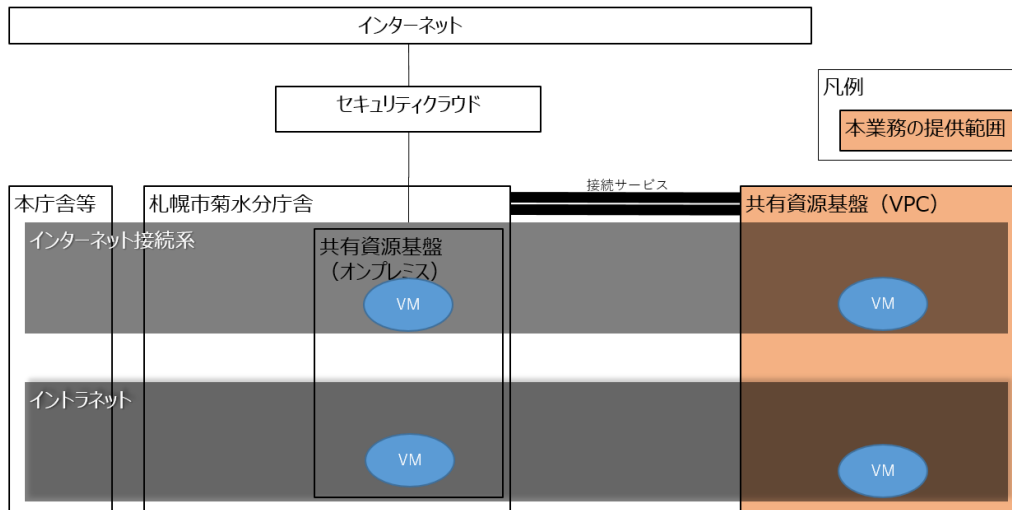 インターネット
セキュリティクラウド
凡例
本業務の提供範囲
接続サービス
本庁舎等
札幌市菊水分庁舎
共有資源基盤（VPC）
インターネット接続系
共有資源基盤
（オンプレミス）
VM
VM
イントラネット
VM
VM